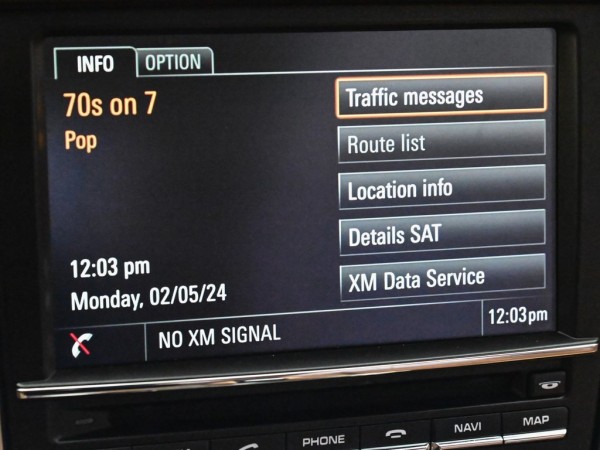 INFO
OPTION
70s on 7
Pop
Traffic messages
Route list
Location info
Details SAT
XM Data Service
12:03 pm
Monday, 02/05/24
NO XM SIGNAL
12:03pm
PHONE
NAVI
MAP